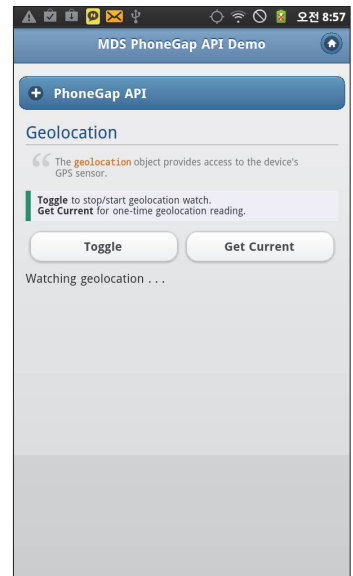 오전 8:57
MDS PhoneGap API Demo
PhoneGap API
Geolocation
The geolocation object provides access to the device's
GPS sensor.
Toggle to stop/start geolocation watch.
Get Current for one-time geolocation reading.
Toggle
Get Current
Watching geolocation . . .